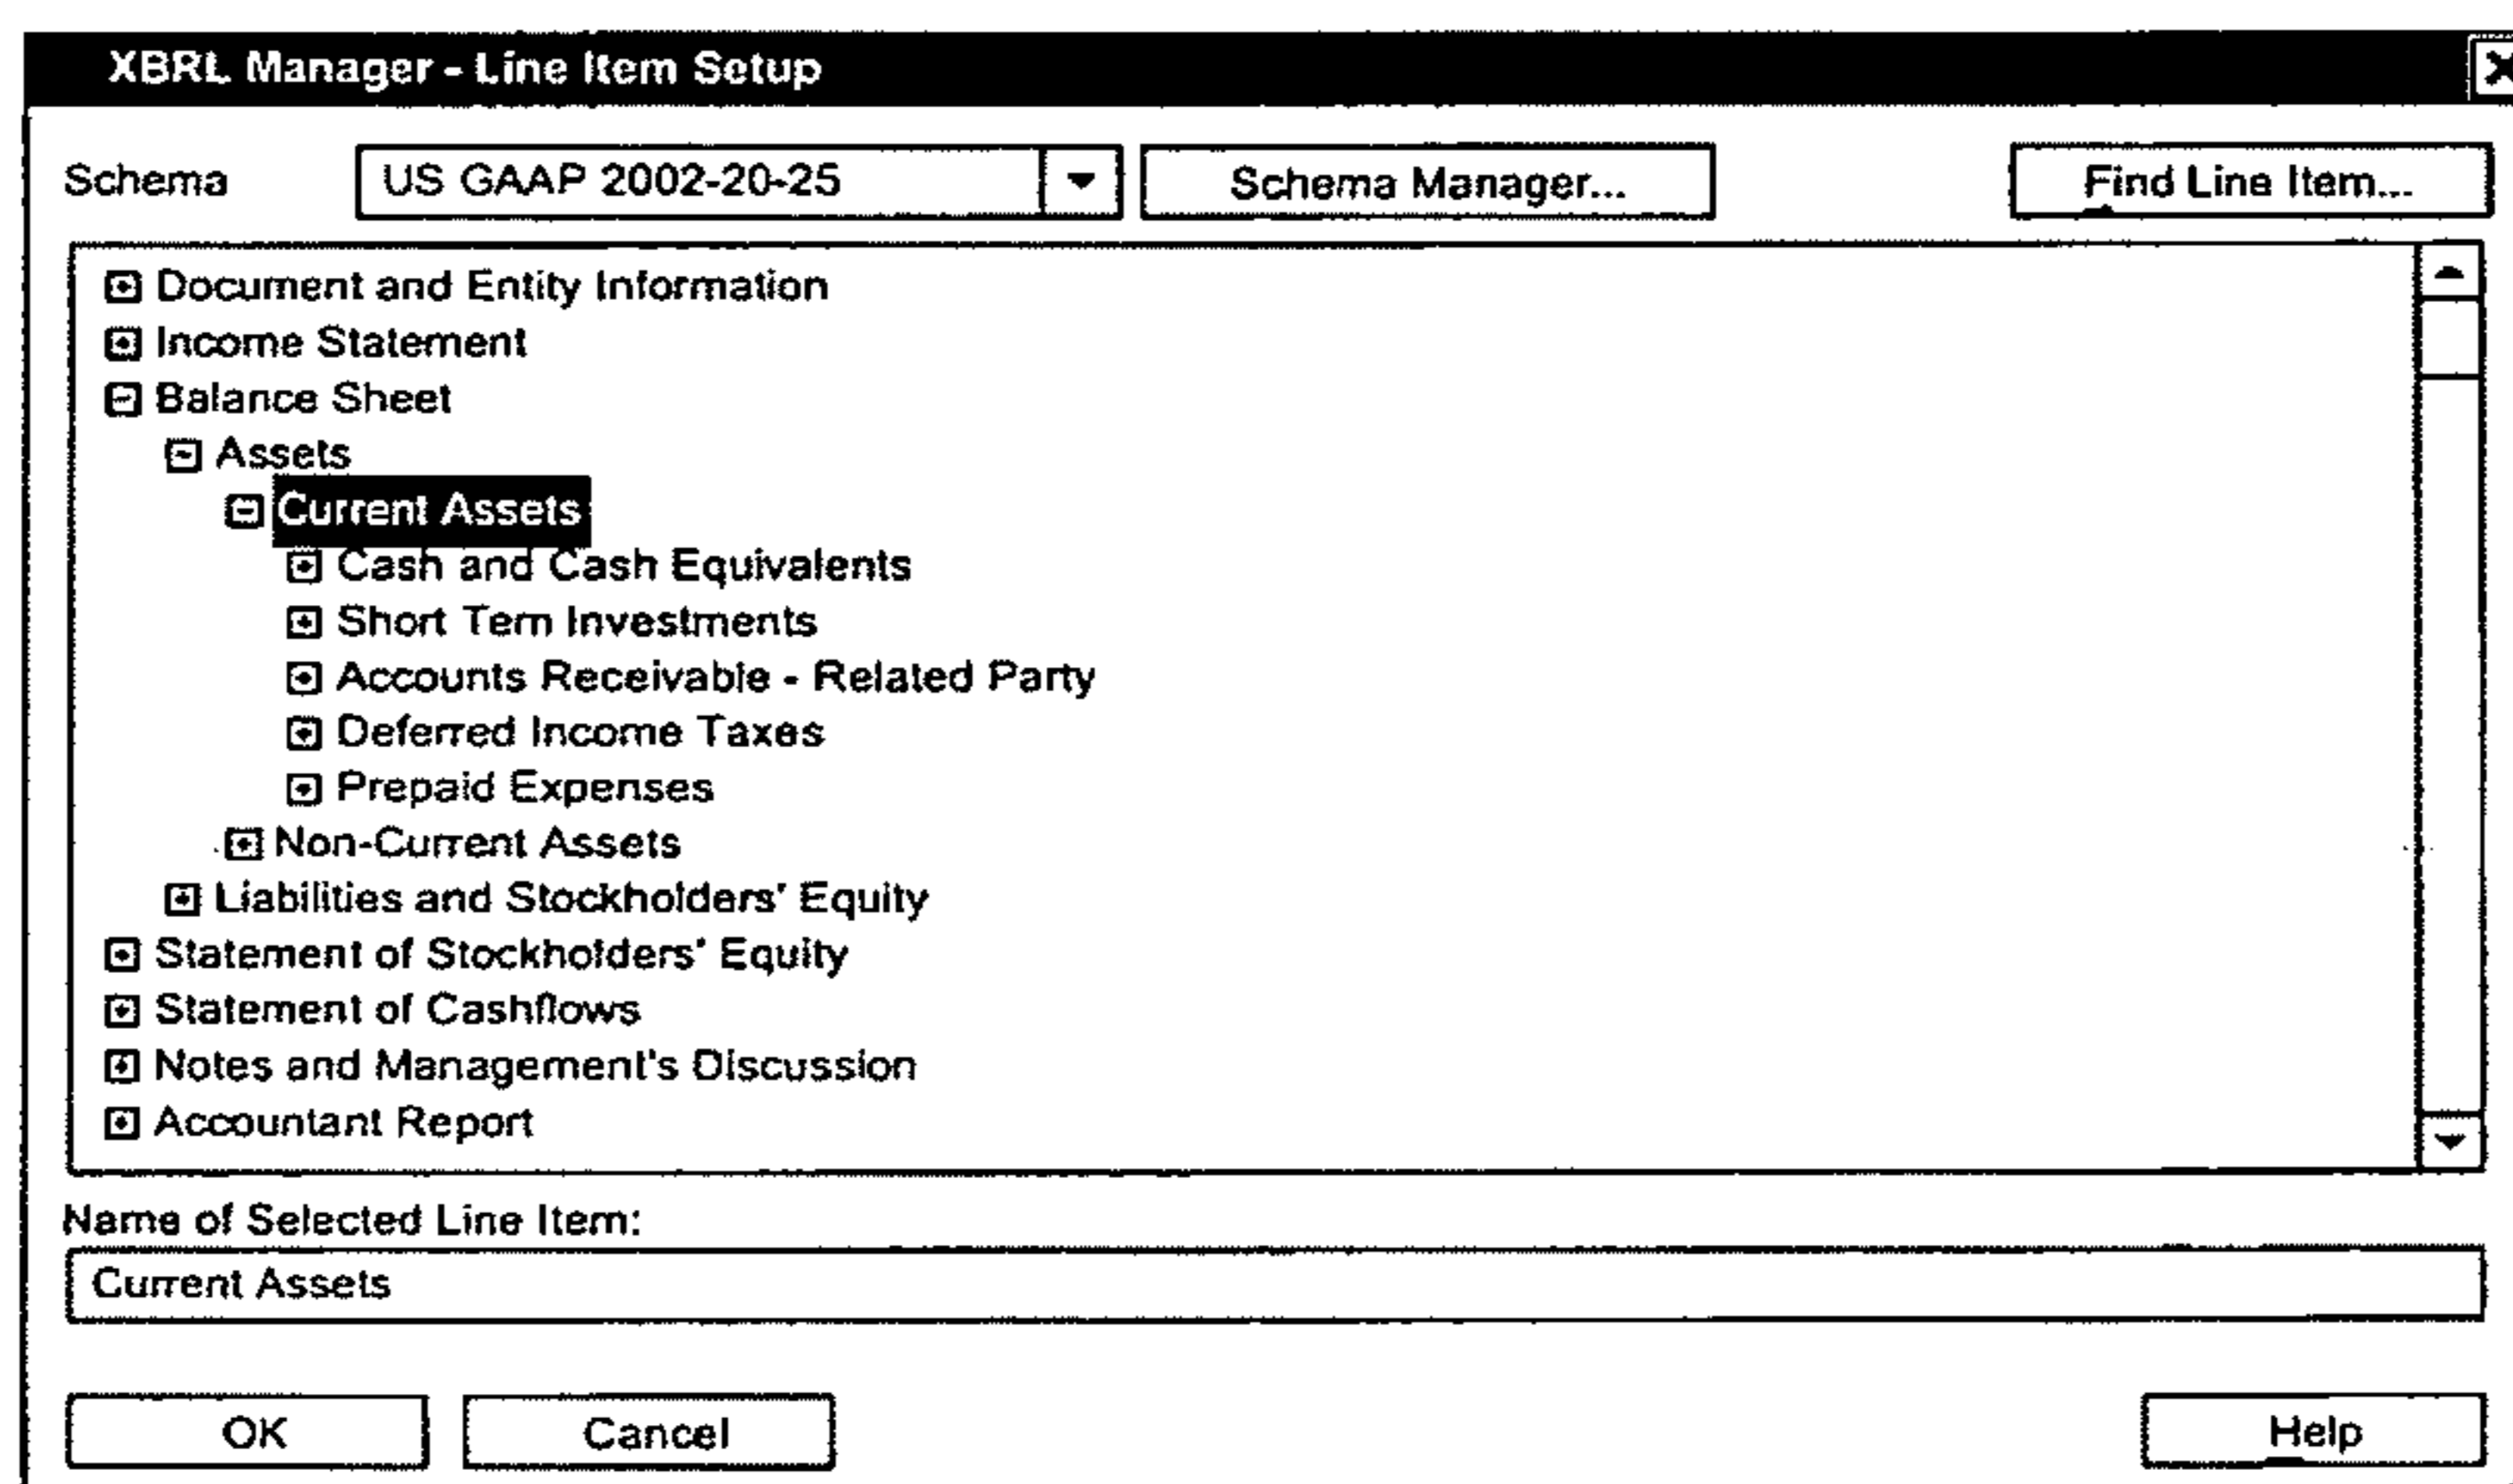 XBRL Manager - Line Item Setup
Schema US GAAP 2002-20-25 Schema Manager... Find Line Item...
Document and Entity Information
Income Statement
Balance Sheet
Assets
Current Assets
Cash and Cash Equivalents
Short Tem Investments
Accounts Receivable - Related Party
Deferred Income Taxes
Prepaid Expenses
Non-Current Assets
Liabilities and Stockholders' Equity
Statement of Stockholders' Equity
Statement of Cashflows
Notes and Management's Discussion
Accountant Report
Name of Selected Line Item:
Current Assets
OK Cancel Help